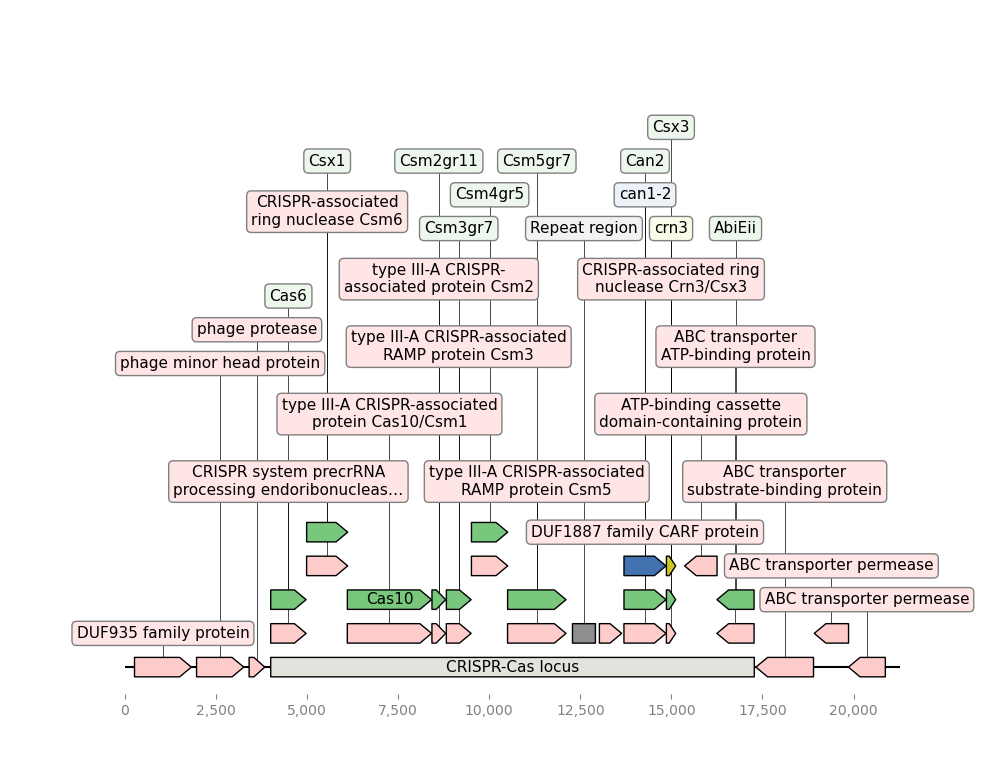 Csx3
Csx1
Csm2gr11
Csm5gr7
Can2
Csm4gr5
can1-2
CRISPR-associated
ring nuclease Csm6
Csm3gr7
Repeat region
crn3
AbiEii
type III-A CRISPR-
associated protein Csm2
CRISPR-associated ring
nuclease Crn3/Csx3
Cas6
phage protease
type III-A CRISPR-associated
RAMP protein Csm3
ABC transporter
ATP-binding protein
phage minor head protein
type III-A CRISPR-associated
protein Cas10/Csm1
ATP-binding cassette
domain-containing protein
CRISPR system precrRNA
processing endoribonucleas...
type III-A CRISPR-associated
RAMP protein Csm5
ABC transporter
substrate-binding protein
DUF1887 family CARF protein
ABC transporter permease
Cas10
ABC transporter permease
DUF935 family protein
CRISPR-Cas locus
0
2,500
5,000
7,500
10,000
12,500
15,000
17,500
20,000